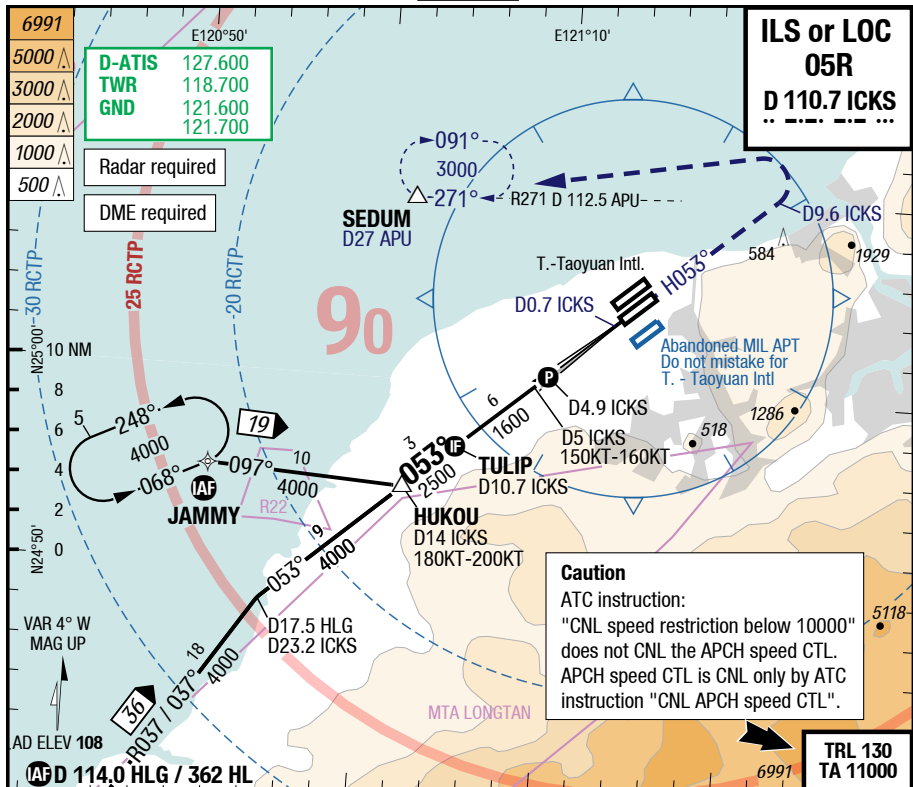 6991
5000
3000
2000
1000
500
E120°50'
E121°10'
D-ATIS 127.600
TWR 118.700
GND 121.600
121.700
Radar required
DME required
ILS or LOC
05R
D 110.7 ICKS
·· −·−· −·− ···
091°
3000
271°
R271 D 112.5 APU
SEDUM
D27 APU
D9.6 ICKS
584
1929
H053°
T.-Taoyuan Intl.
D0.7 ICKS
30 RCTP
25 RCTP
20 RCTP
90
Abandoned MIL APT
Do not mistake for
T. - Taoyuan Intl
N25°00'
10 NM
8
6
4
2
0
N24°50'
5
248°
4000
068°
19
IAF
JAMMY
097°
10
4000
R22
P
D4.9 ICKS
6
1600
D5 ICKS
150KT-160KT
518
1286
3
053°
2500
IF
TULIP
D10.7 ICKS
HUKOU
D14 ICKS
180KT-200KT
9
4000
053°
D17.5 HLG
D23.2 ICKS
18
4000
R037 / 037°
36
VAR 4° W
MAG UP
AD ELEV 108
IAF D 114.0 HLG / 362 HL
MTA LONGTAN
Caution
ATC instruction:
"CNL speed restriction below 10000"
does not CNL the APCH speed CTL.
APCH speed CTL is CNL only by ATC
instruction "CNL APCH speed CTL".
5118
6991
TRL 130
TA 11000